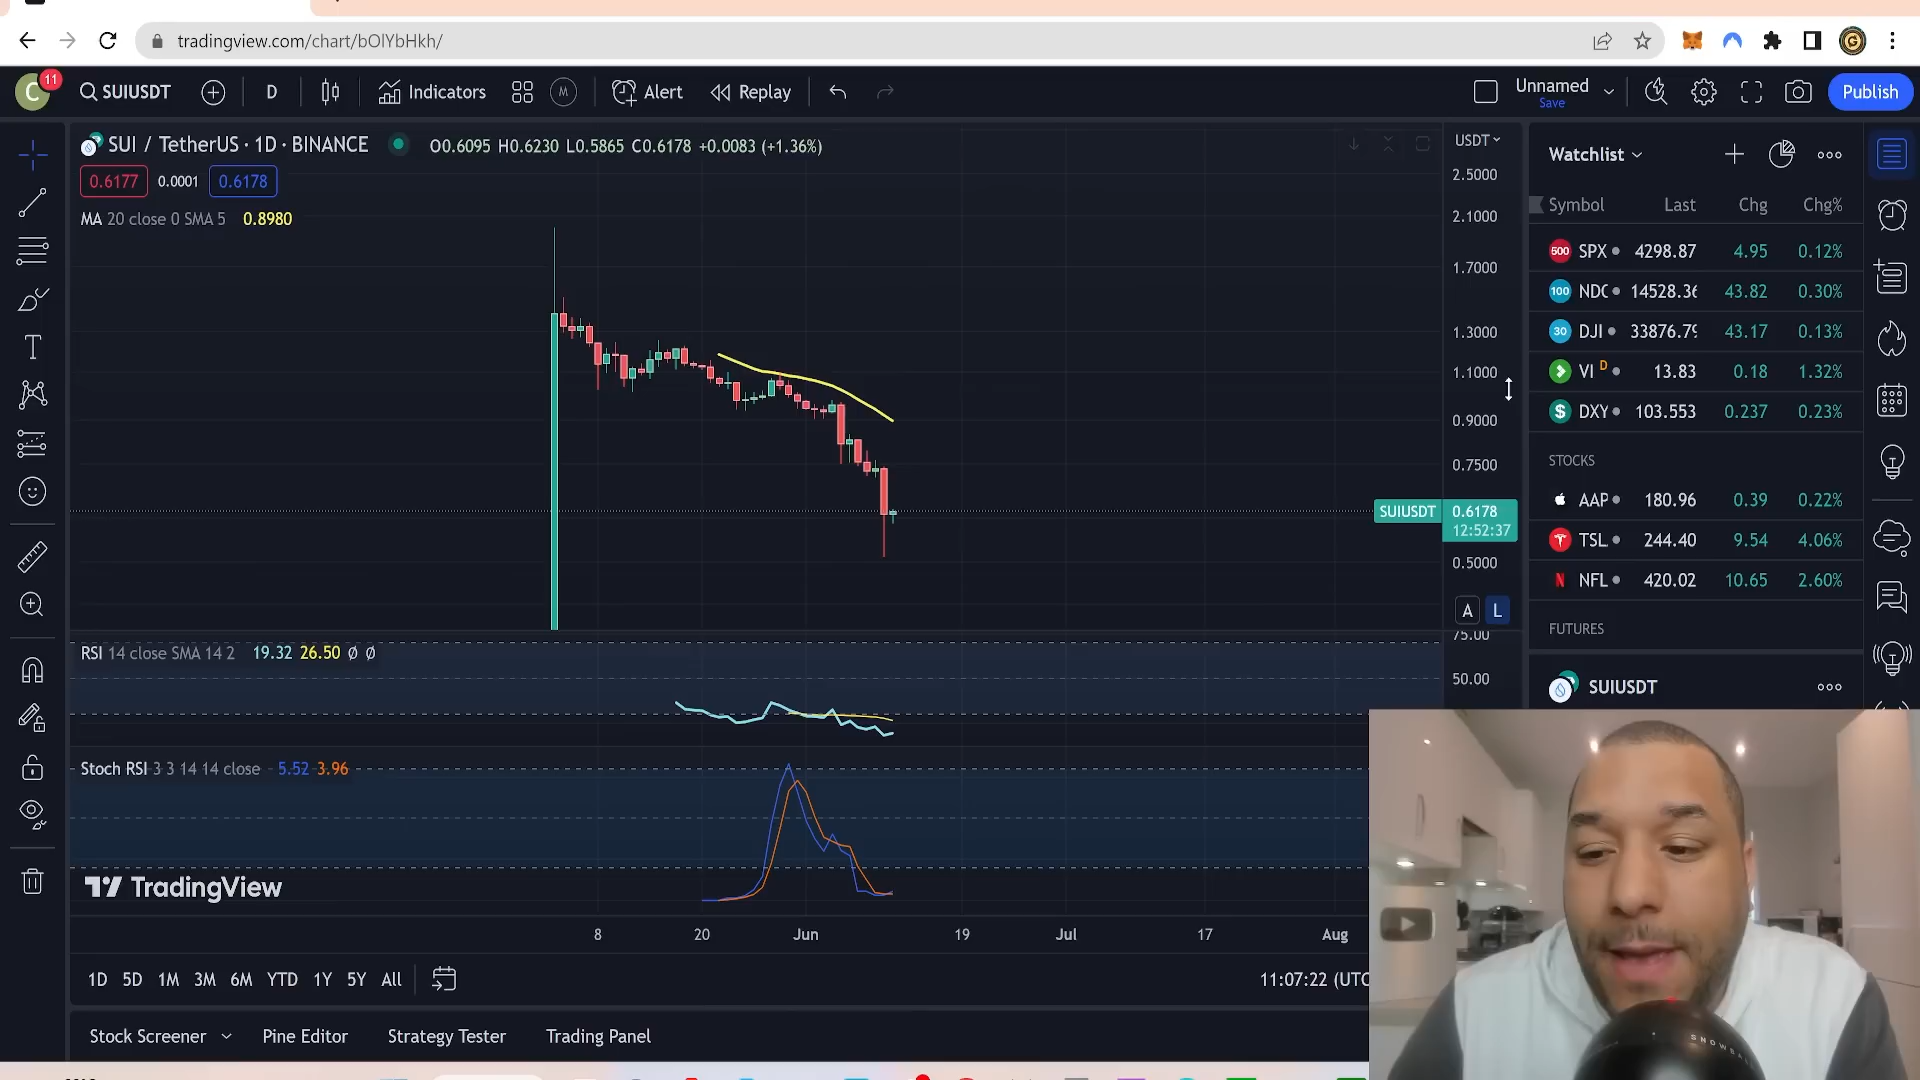 tradingview.com/chart/bOlYbHkh/
C 11 SUIUSDT D Indicators M Alert Replay Unnamed Save Publish
SUI / TetherUS · 1D · BINANCE O0.6095 H0.6230 L0.5865 C0.6178 +0.0083 (+1.36%)
0.6177 0.0001 0.6178
MA 20 close 0 SMA 5 0.8980
USDT
2.5000
2.1000
1.7000
1.3000
1.1000
0.9000
0.7500
SUIUSDT 0.6178
12:52:37
0.5000
A L
75.00
RSI 14 close SMA 14 2 19.32 26.50 Ø Ø
50.00
Stoch RSI 3 3 14 14 close 5.52 3.96
TradingView
8 20 Jun 19 Jul 17 Aug
1D 5D 1M 3M 6M YTD 1Y 5Y All
11:07:22 (UTC
Stock Screener Pine Editor Strategy Tester Trading Panel
Watchlist
Symbol Last Chg Chg%
500 SPX 4298.87 4.95 0.12%
100 NDC 14528.36 43.82 0.30%
30 DJI 33876.79 43.17 0.13%
VI D 13.83 0.18 1.32%
$ DXY 103.553 0.237 0.23%
STOCKS
AAP 180.96 0.39 0.22%
TSL 244.40 9.54 4.06%
N NFL 420.02 10.65 2.60%
FUTURES
SUIUSDT